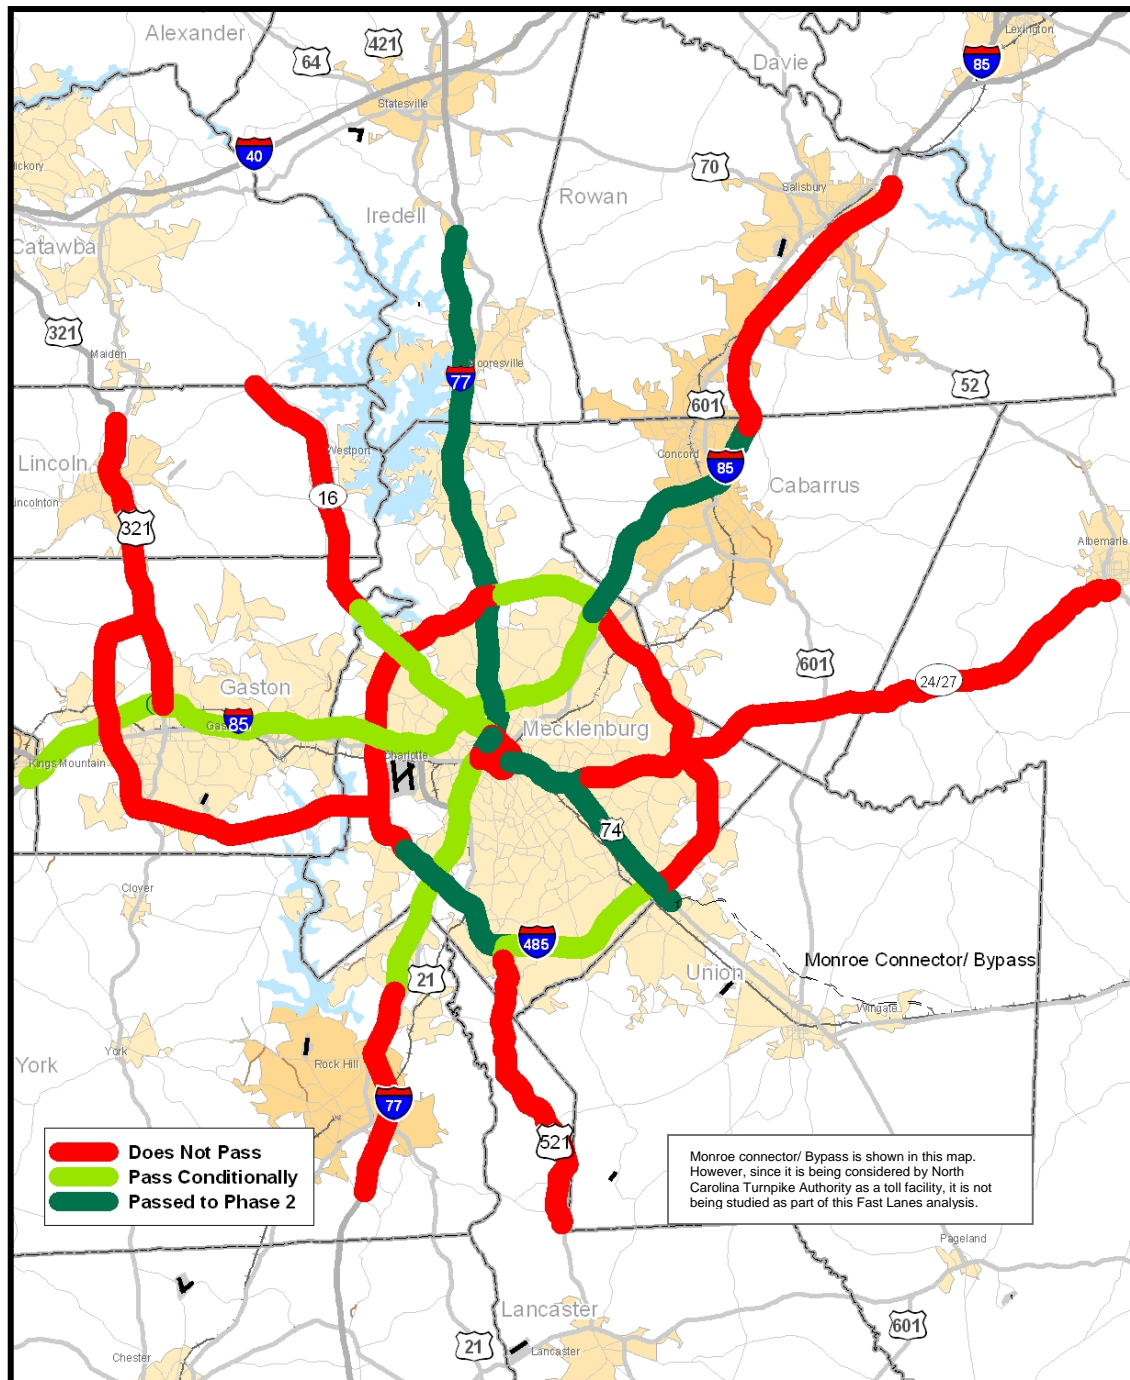 Alexander
421
64
Lexington
85
Davie
Statesville
40
ickory
70
Salisbury
Rowan
Iredell
Catawba
321
Maiden
ooresville
77
52
601
Westport
Concord
Lincoln
85
16
Cabarrus
incolnton
321
Albemarle
601
24/27
Gaston
85
Gas
Mecklenburg
Charlotte
Kings Mountain
74
Clover
485
Monroe Connector/ Bypass
Union
21
Wingate
York
York
Rock Hill
77
521
Does Not Pass
Pass Conditionally
Passed to Phase 2
Monroe connector/ Bypass is shown in this map.
However, since it is being considered by North
Carolina Turnpike Authority as a toll facility, it is not
being studied as part of this Fast Lanes analysis.
Pageland
Lancaster
601
21
Lancaster
Chester